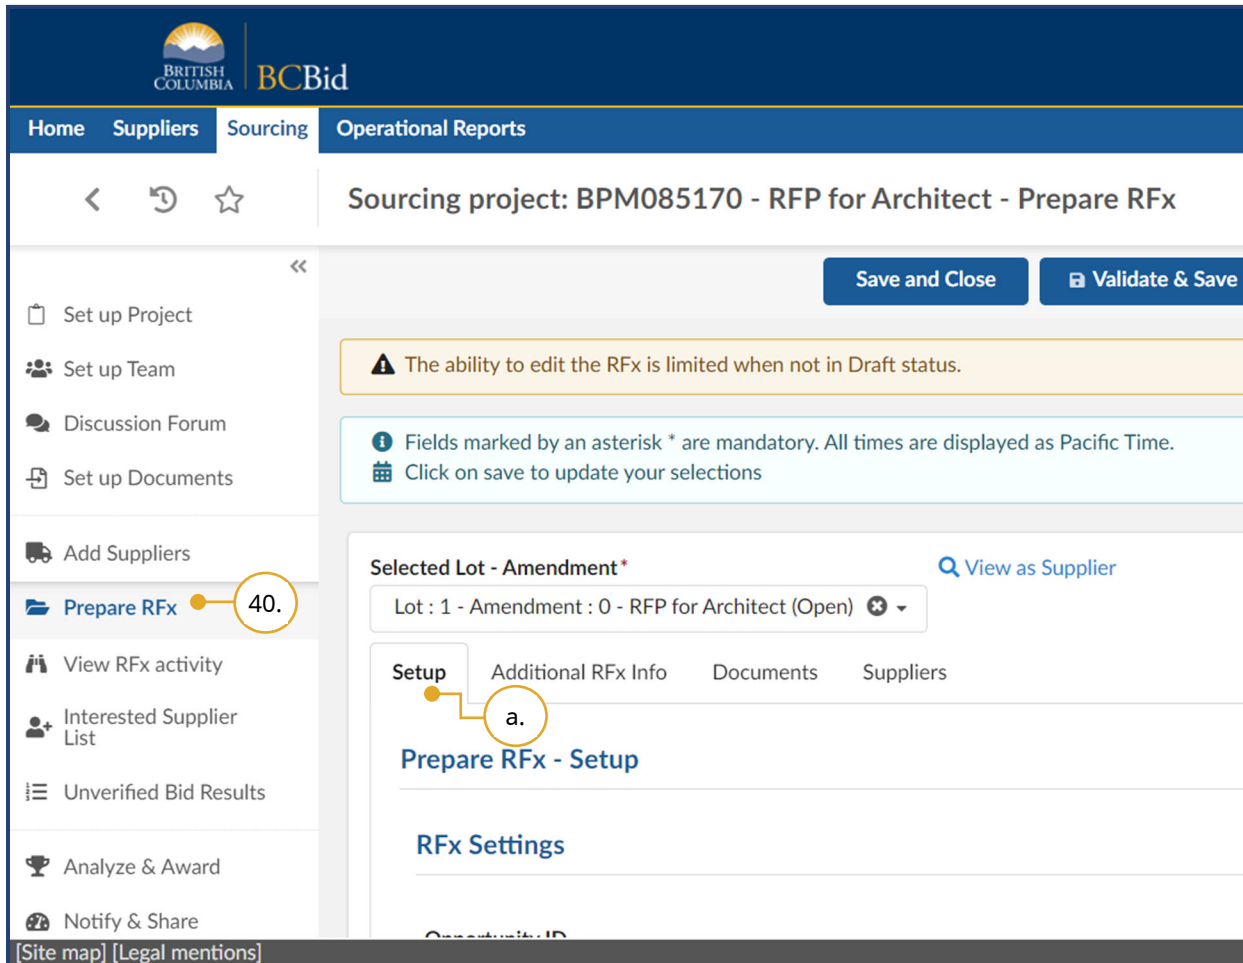 BRITISH
COLUMBIA
BCBid
Home Suppliers Sourcing Operational Reports
Sourcing project: BPM085170 - RFP for Architect - Prepare RFx
Save and Close Validate & Save
Set up Project
Set up Team
The ability to edit the RFx is limited when not in Draft status.
Discussion Forum
Fields marked by an asterisk * are mandatory. All times are displayed as Pacific Time.
Set up Documents
Click on save to update your selections
Add Suppliers
Selected Lot - Amendment*
View as Supplier
Prepare RFx
40.
Lot : 1 - Amendment : 0 - RFP for Architect (Open)
View RFx activity
Setup Additional RFx Info Documents Suppliers
Interested Supplier
List
a.
Prepare RFx - Setup
Unverified Bid Results
RFx Settings
Analyze & Award
Notify & Share
Opportunity ID
[Site map] [Legal mentions]